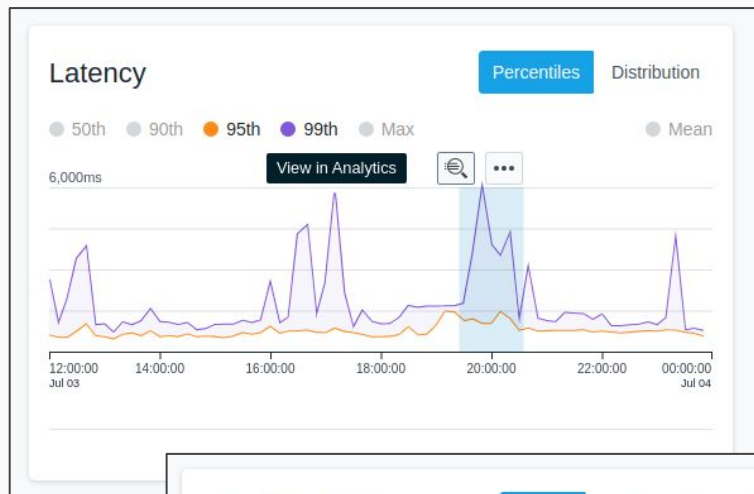 Latency
Percentiles Distribution
50th 90th 95th 99th Max Mean
View in Analytics
6,000ms
12:00:00 14:00:00 16:00:00 18:00:00 20:00:00 22:00:00 00:00:00
Jul 03 Jul 04